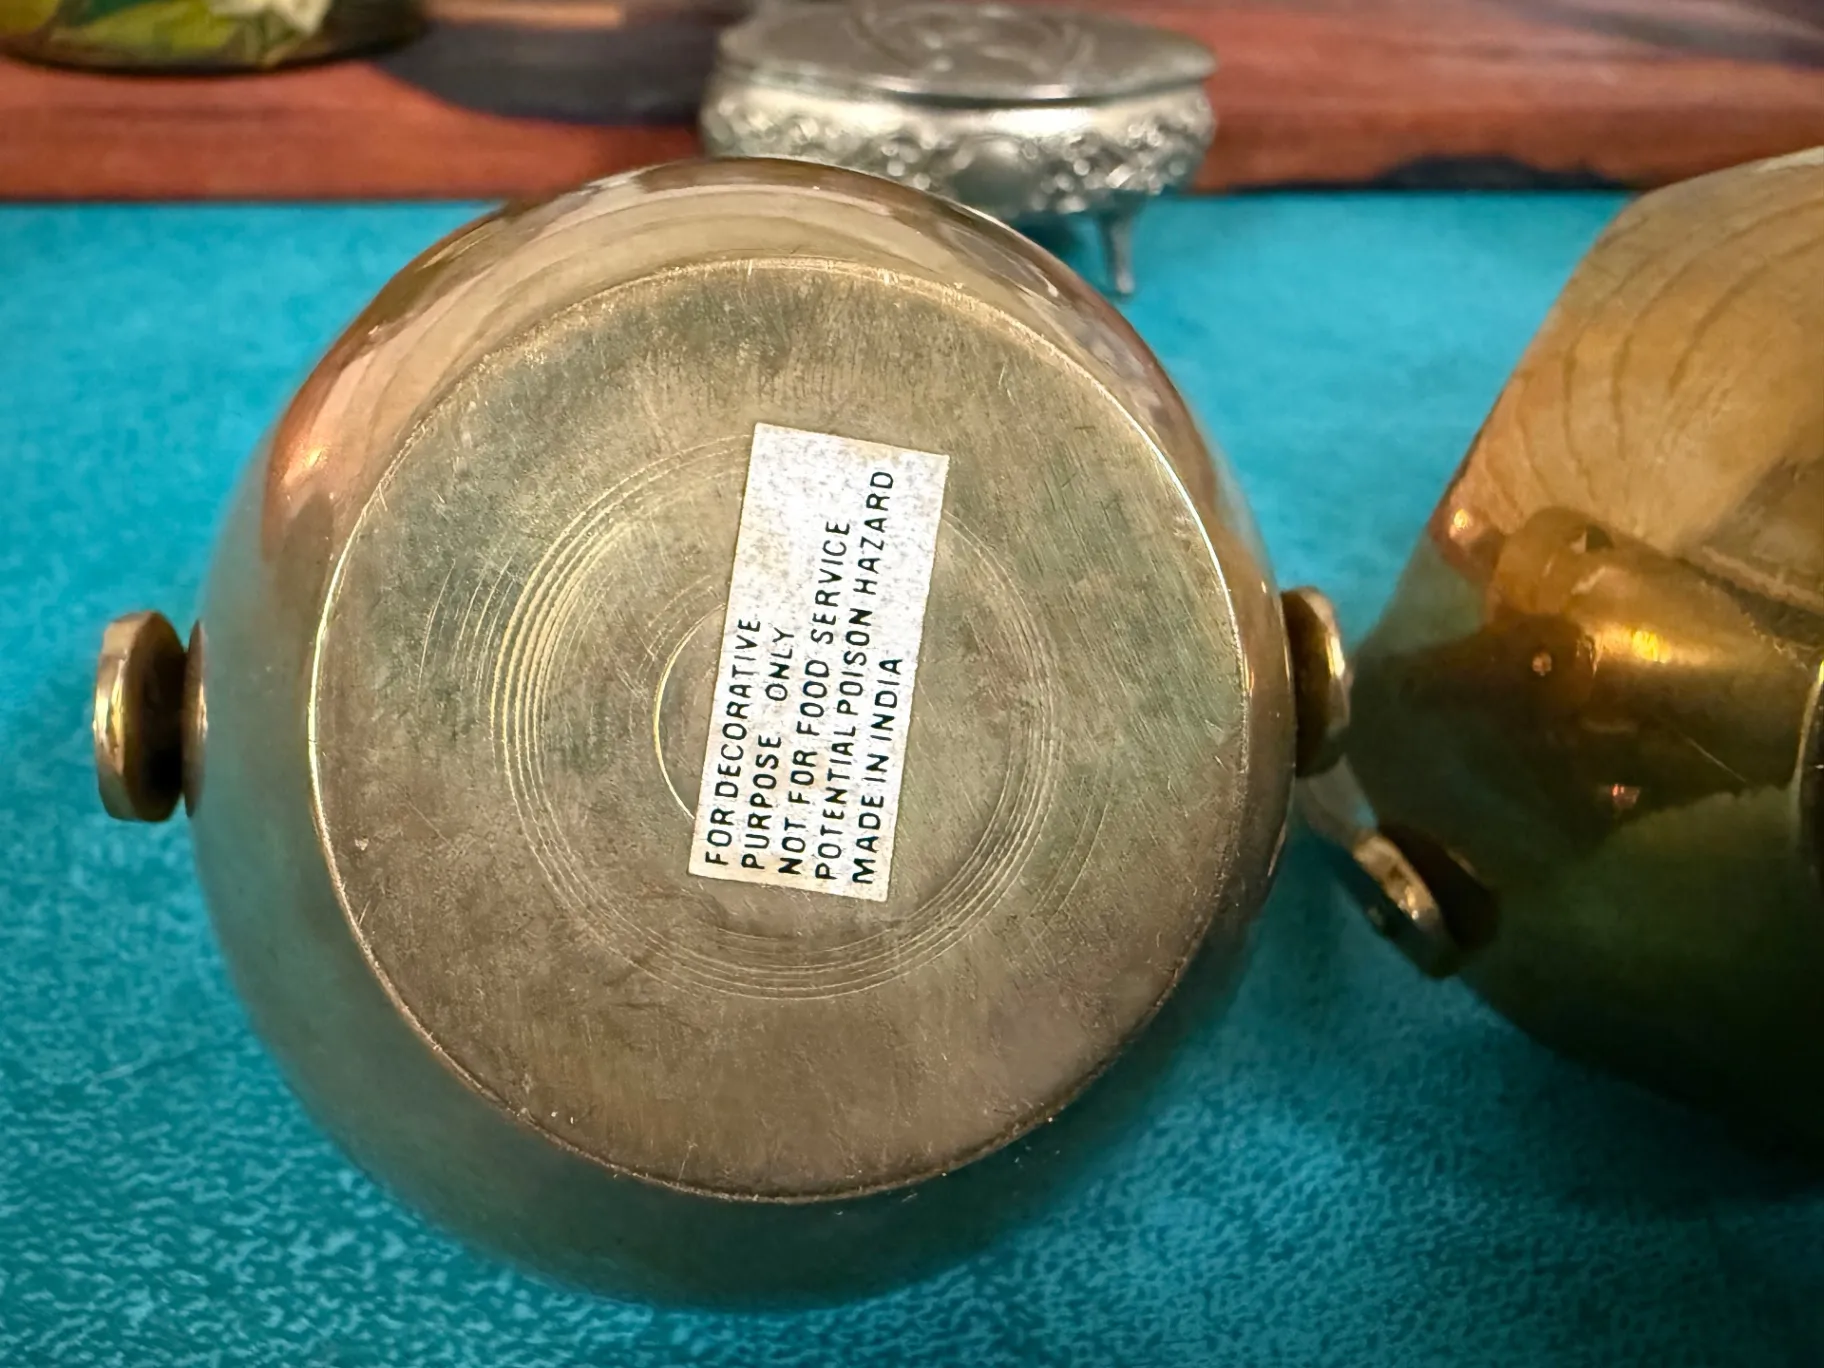 FOR DECORATIVE
PURPOSE ONLY
NOT FOR FOOD SERVICE
POTENTIAL POISON HAZARD
MADE IN INDIA